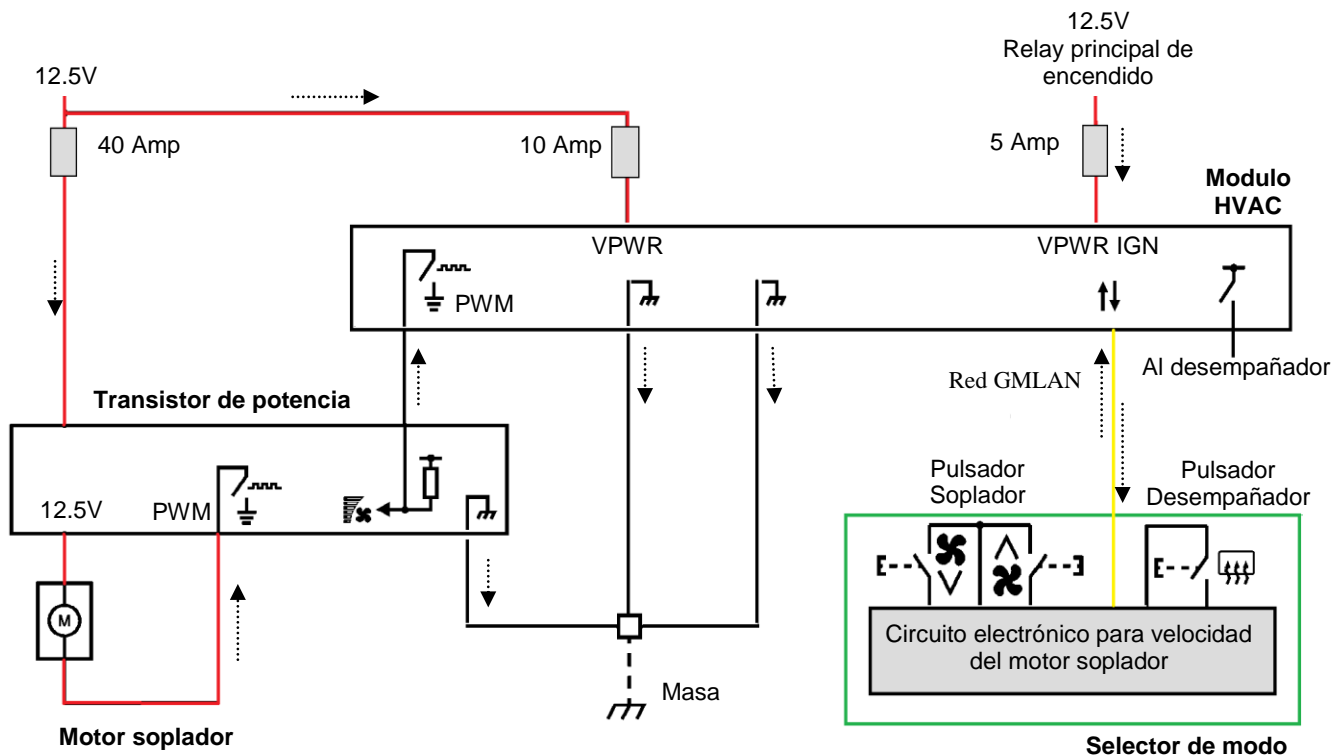 12.5V
Relay principal de
encendido
12.5V
40 Amp
10 Amp
5 Amp
Modulo
HVAC
VPWR
VPWR IGN
PWM
Red GMLAN
Al desempañador
Transistor de potencia
12.5V
PWM
Pulsador
Soplador
Pulsador
Desempañador
M
Circuito electrónico para velocidad
del motor soplador
Masa
Motor soplador
Selector de modo